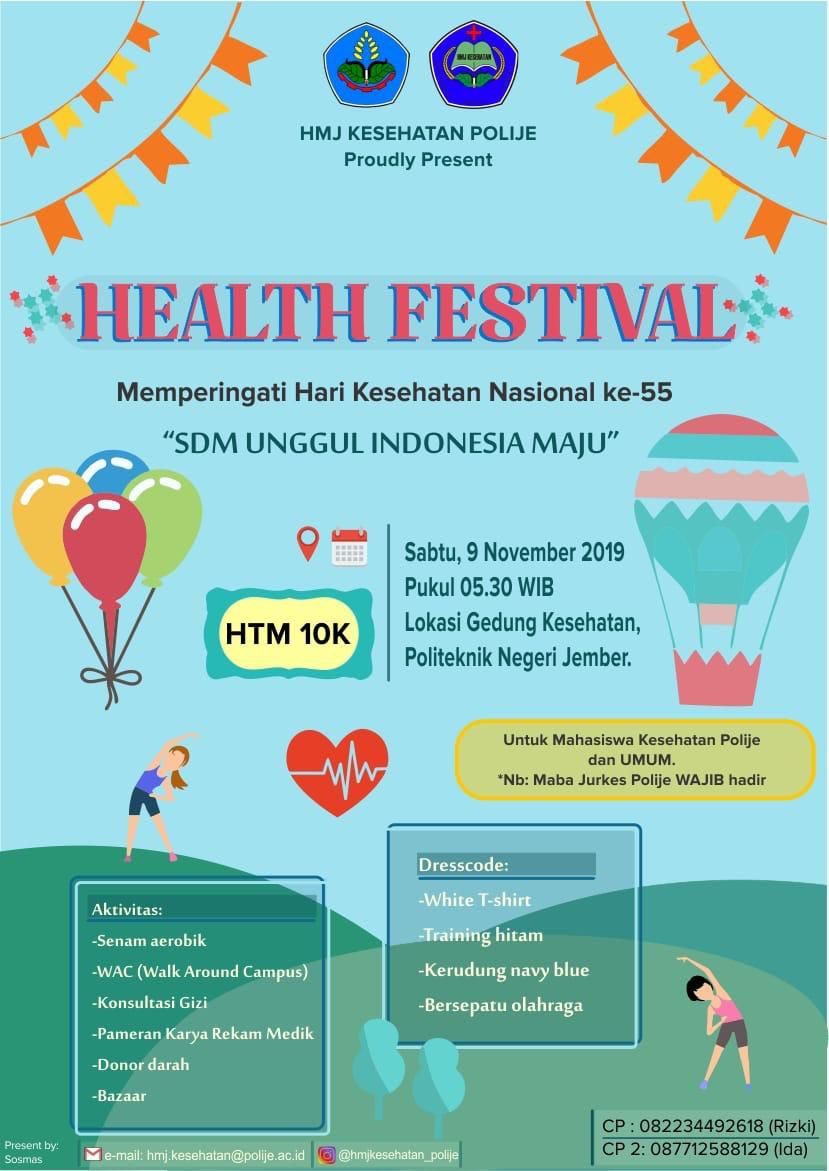 HMJ KESEHATAN
HMJ KESEHATAN POLIJE
Proudly Present
HEALTH FESTIVAL
Memperingati Hari Kesehatan Nasional ke-55
“SDM UNGGUL INDONESIA MAJU”
HTM 10K
Sabtu, 9 November 2019
Pukul 05.30 WIB
Lokasi Gedung Kesehatan,
Politeknik Negeri Jember.
Untuk Mahasiswa Kesehatan Polije
dan UMUM.
*Nb: Maba Jurkes Polije WAJIB hadir
Aktivitas:
-Senam aerobik
-WAC (Walk Around Campus)
-Konsultasi Gizi
-Pameran Karya Rekam Medik
-Donor darah
-Bazaar
Dresscode:
-White T-shirt
-Training hitam
-Kerudung navy blue
-Bersepatu olahraga
Present by:
Sosmas
e-mail: hmj.kesehatan@polije.ac.id
@hmjkesehatan_polije
CP : 082234492618 (Rizki)
CP 2: 087712588129 (Ida)